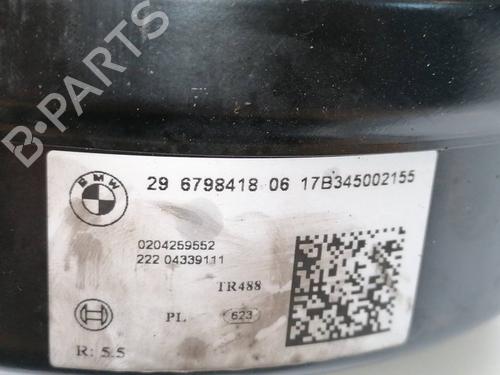 B-PARTS
BMW
29 6798418 06 17B345002155
0204259552
222 04339111
TR488
PL 623
R: 5.5